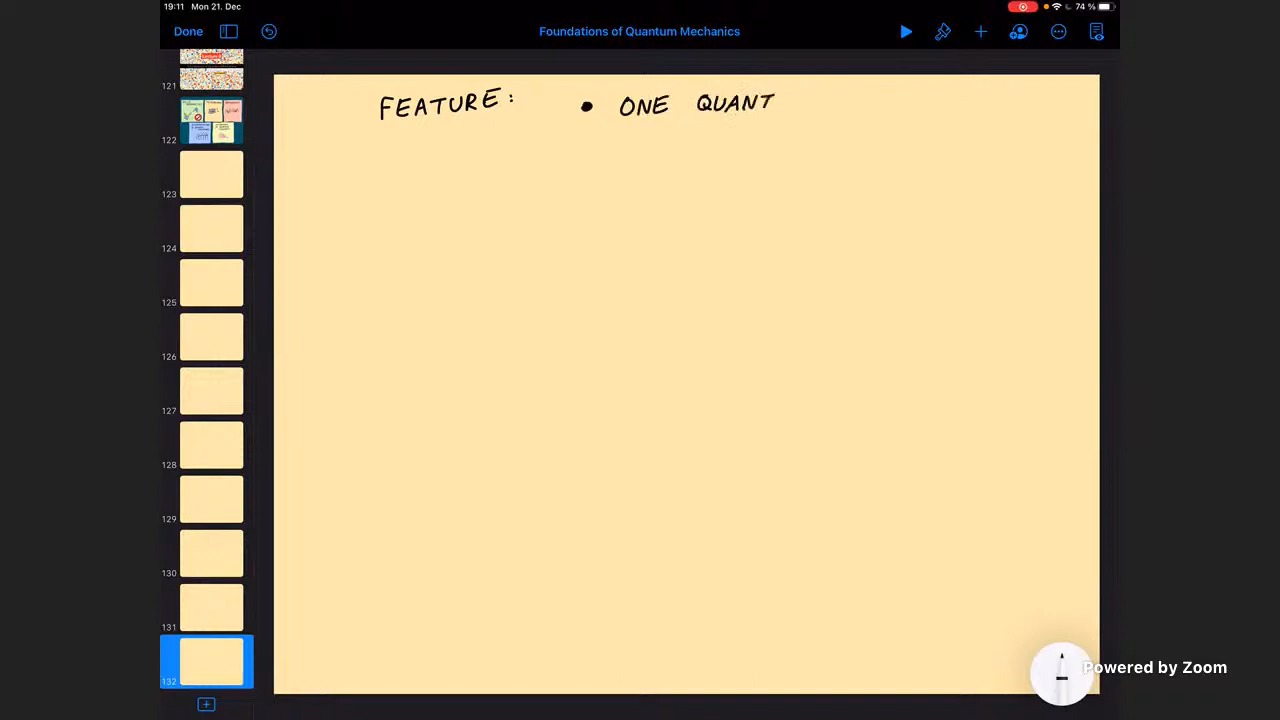 19:11 Mon 21. Dec
74 %
Done
Foundations of Quantum Mechanics
FEATURE: • ONE QUANT
121
122
123
124
125
126
127
128
129
130
131
132
Powered by Zoom